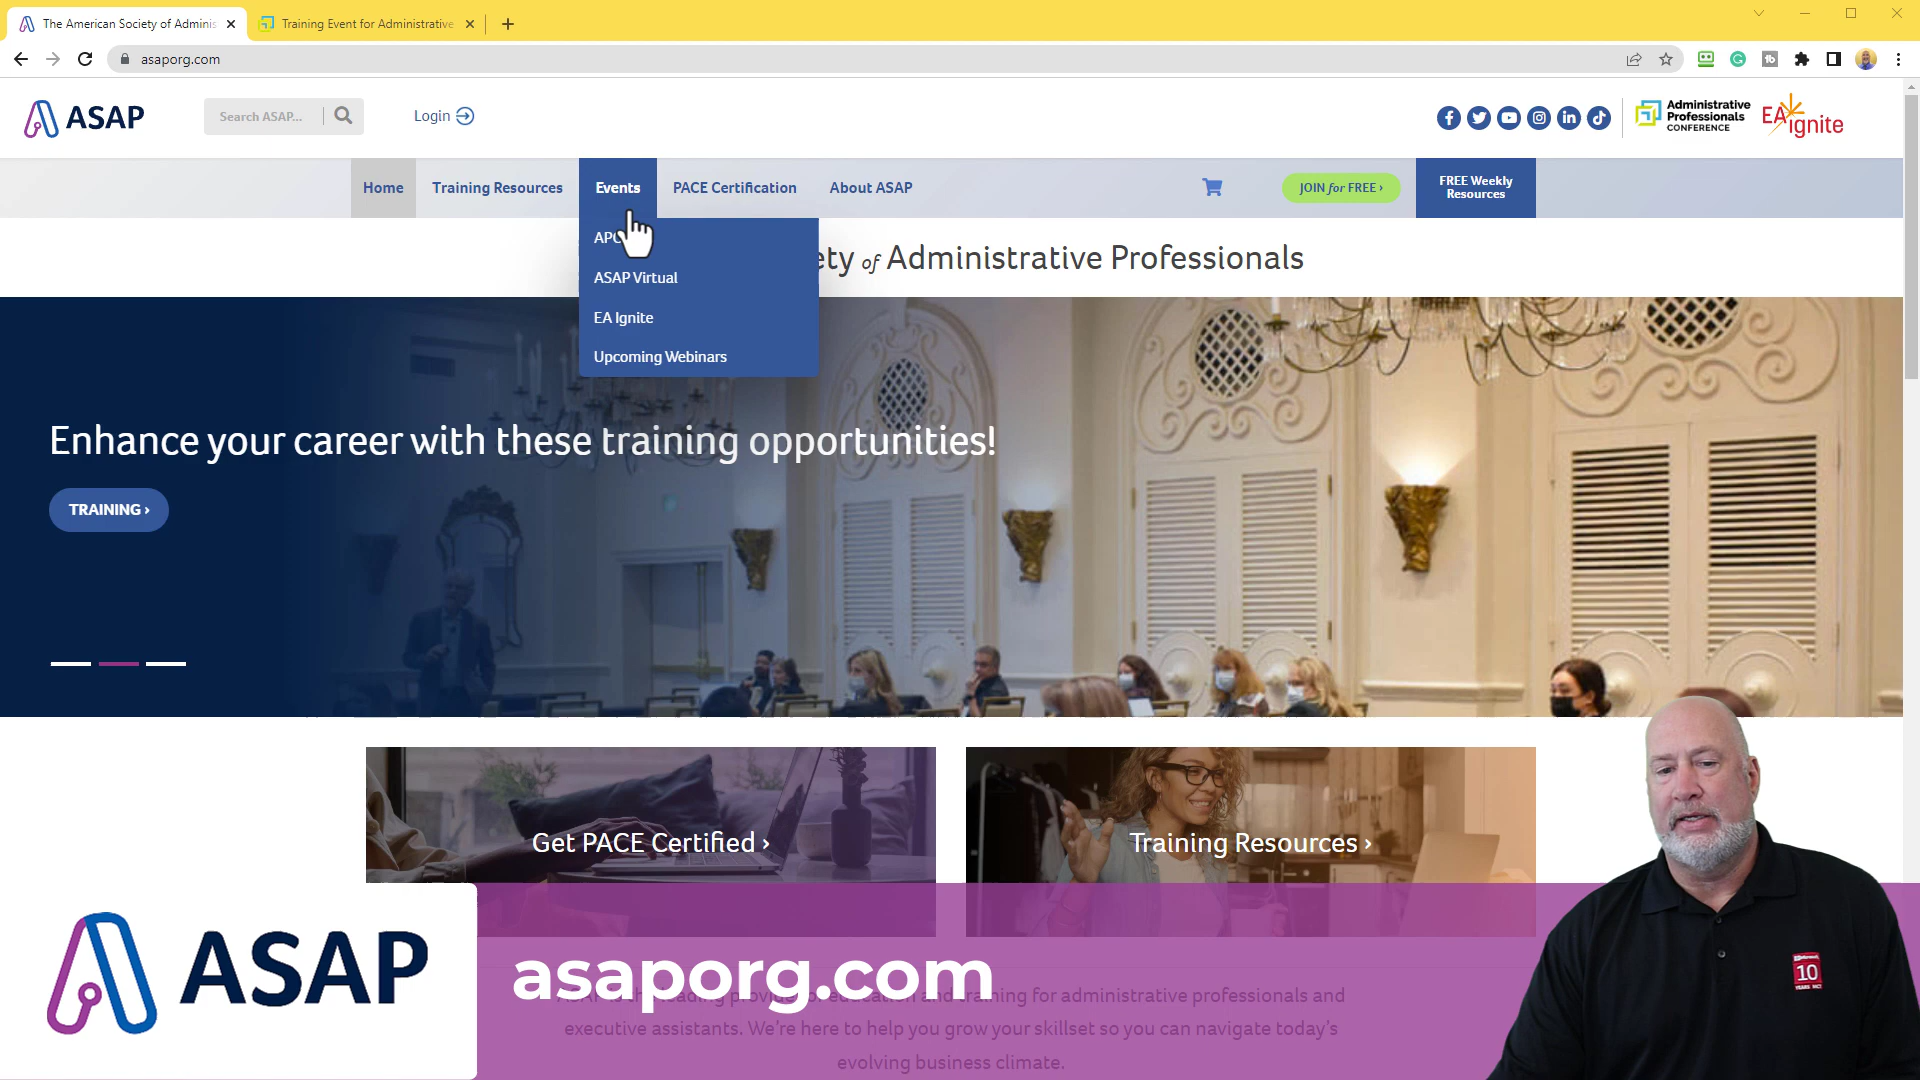 The American Society of Adminis
Training Event for Administrative
asaporg.com
ASAP
Search ASAP...
Login
Administrative
Professionals
CONFERENCE
EA
ignite
Home
Training Resources
Events
PACE Certification
About ASAP
JOIN for FREE ›
FREE Weekly
Resources
ety of Administrative Professionals
ASAP Virtual
EA Ignite
Upcoming Webinars
Enhance your career with these training opportunities!
TRAINING ›
Get PACE Certified ›
Training Resources ›
ASAP
asaporg.com
education and training for administrative professionals and
executive assistants. We're here to help you grow your skillset so you can navigate today's
evolving business climate.
10